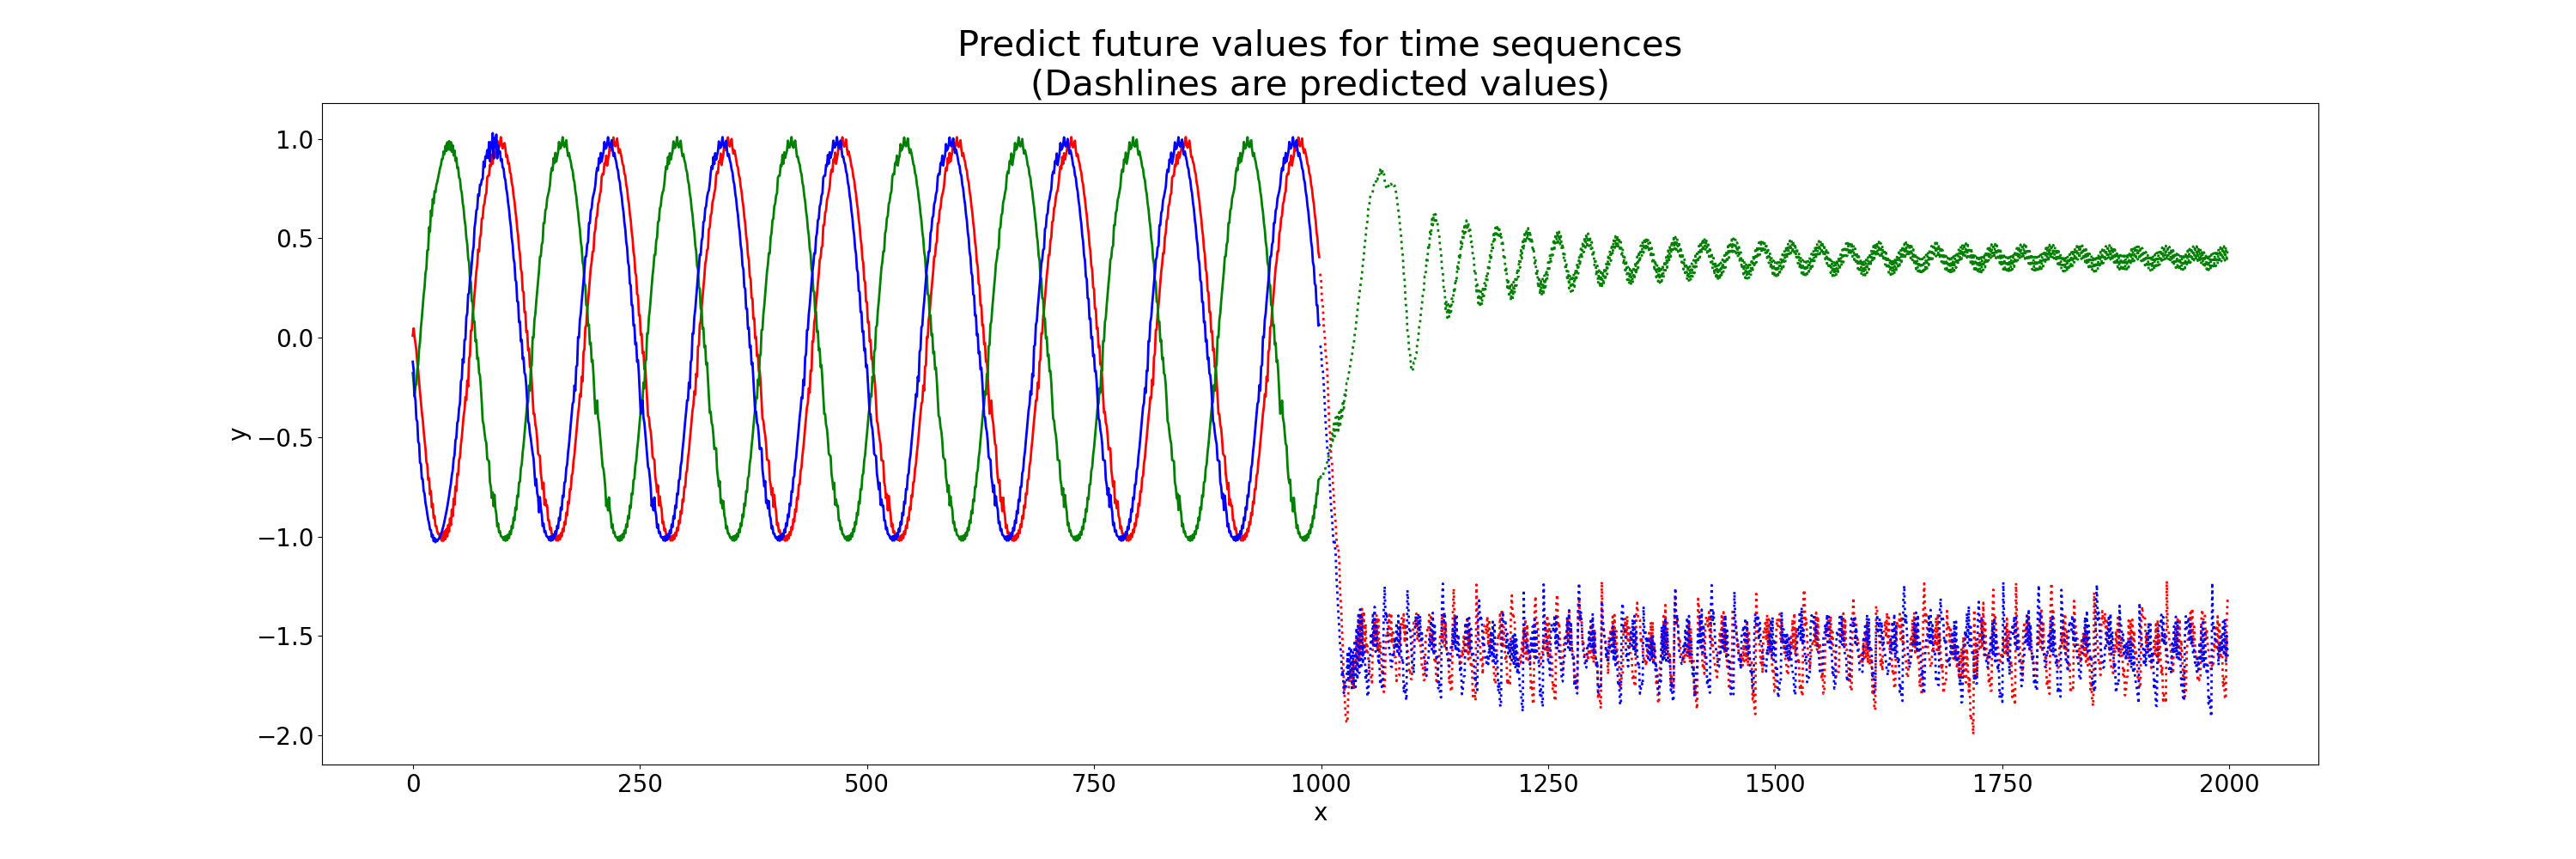 Predict future values for time sequences
(Dashlines are predicted values)
1.0
0.5
0.0
−0.5
−1.0
−1.5
−2.0
y
0 250 500 750 1000 1250 1500 1750 2000
x